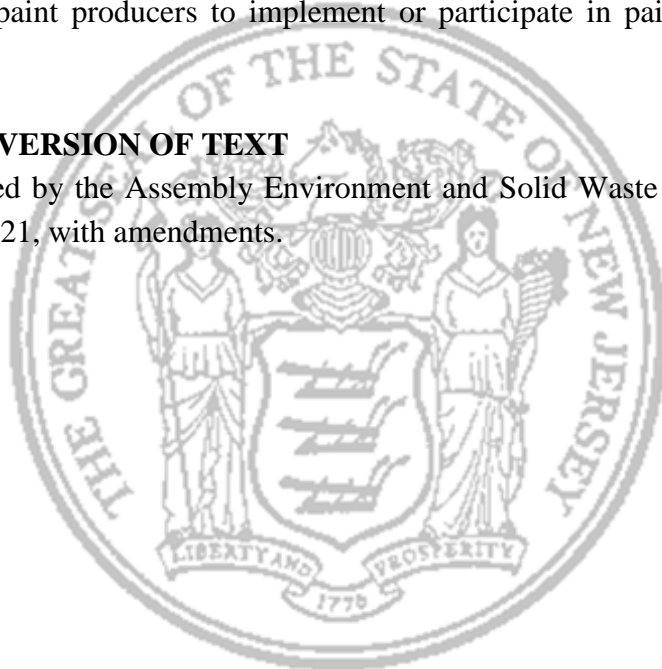 paint producers to implement or participate in pai
VERSION OF TEXT
ed by the Assembly Environment and Solid Waste
21, with amendments.
THE GREAT SEAL OF THE STATE OF NEW JERSEY
LIBERTY AND
PROSPERITY
1776